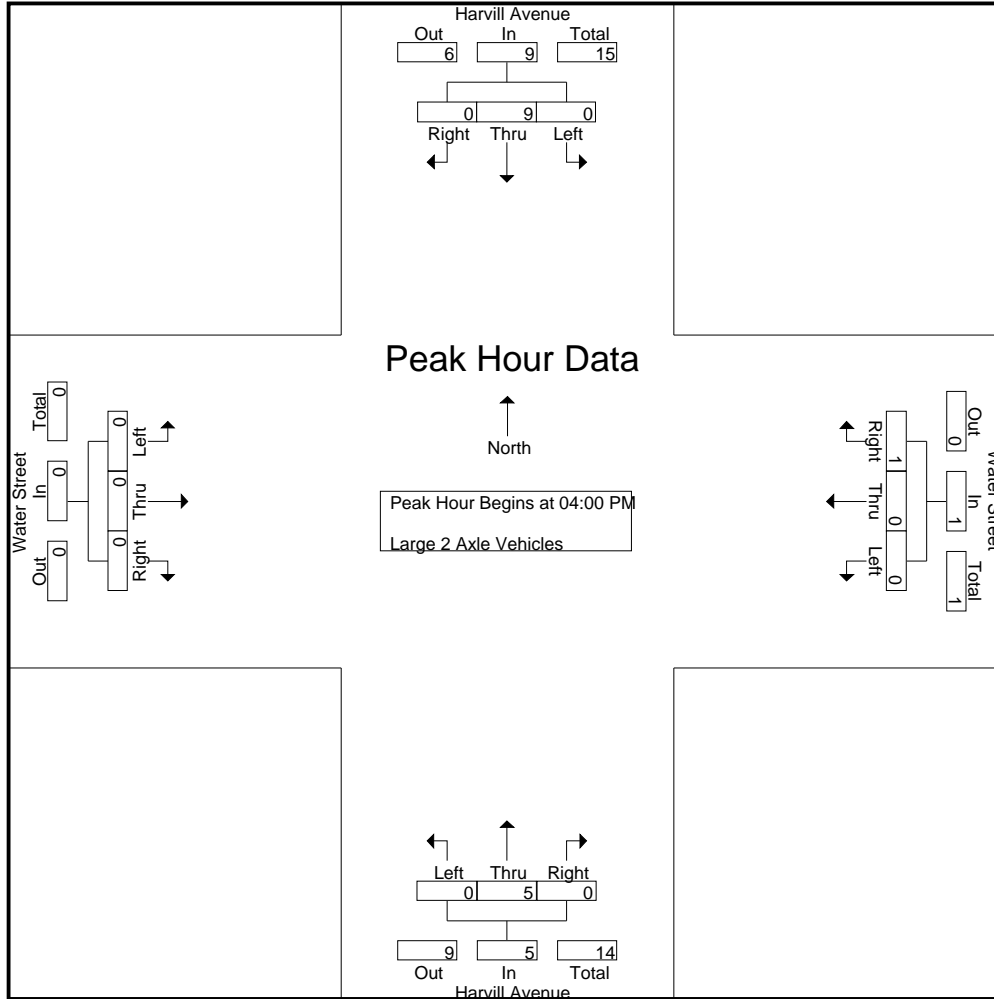 Harvill Avenue
Out In Total
6 9 15
0 9 0
Right Thru Left
Peak Hour Data
North
Peak Hour Begins at 04:00 PM
Large 2 Axle Vehicles
Water Street
Total In Out
0 0 0
0 0 0
Left Thru Right
Water Street
Out In Total
0 1 1
1 0 0
Right Thru Left
Left Thru Right
0 5 0
9 5 14
Out In Total
Harvill Avenue